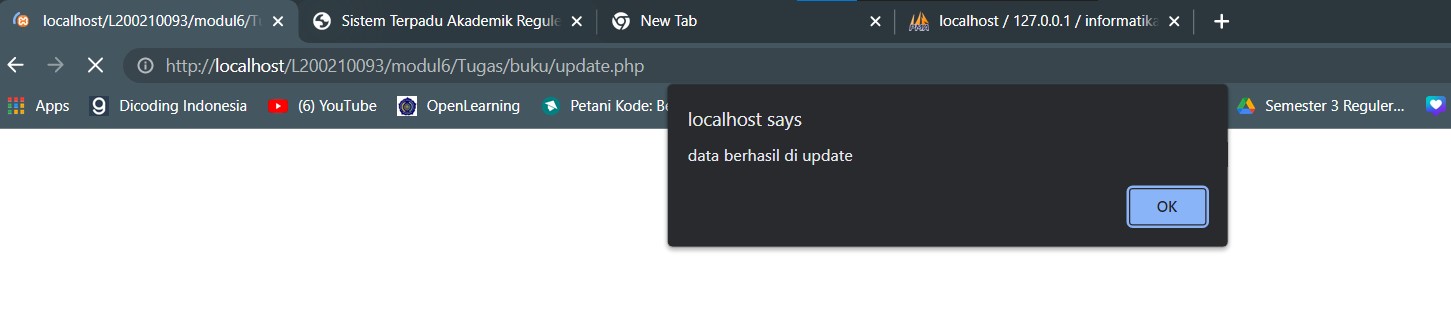 localhost/L200210093/modul6/Tu
Sistem Terpadu Akademik Regule
New Tab
localhost / 127.0.0.1 / informatika
http://localhost/L200210093/modul6/Tugas/buku/update.php
Apps
Dicoding Indonesia
(6) YouTube
OpenLearning
Petani Kode: Be
Semester 3 Reguler...
localhost says
data berhasil di update
OK